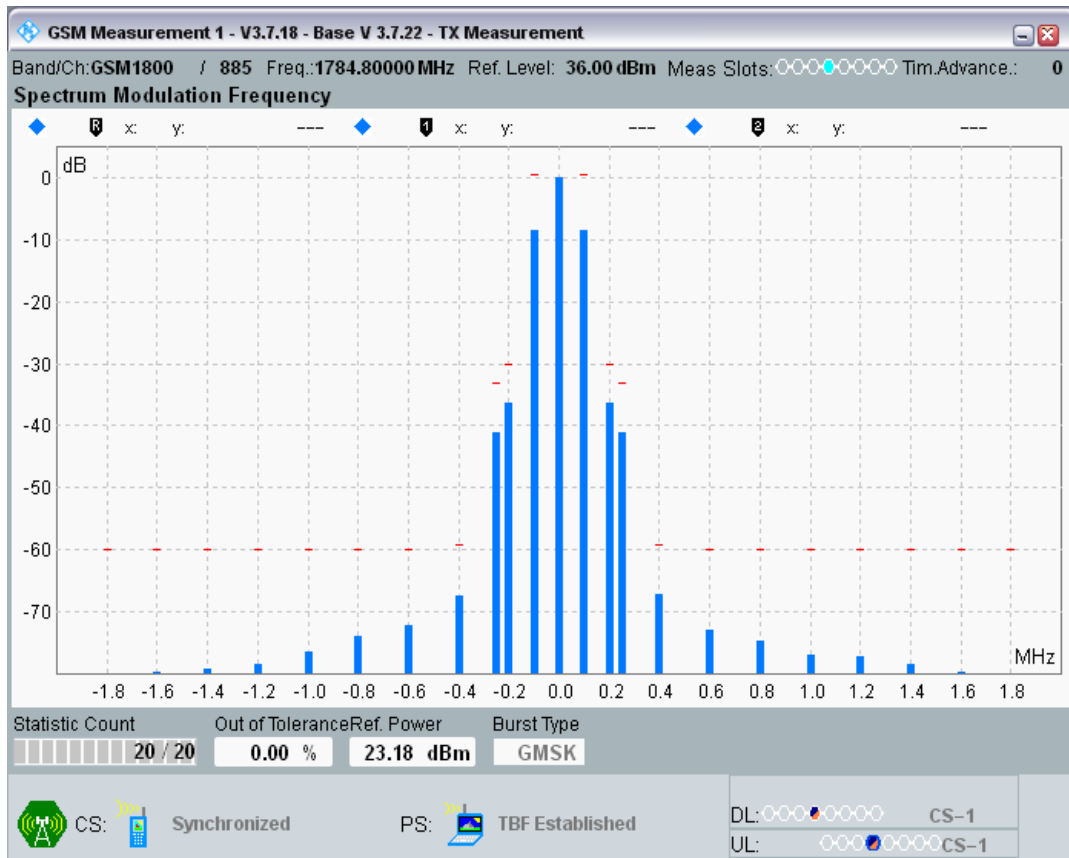 GSM Measurement 1 - V3.7.18 - Base V 3.7.22 - TX Measurement
Band/Ch:GSM1800 / 885 Freq.:1784.80000 MHz Ref. Level: 36.00 dBm Meas Slots: Tim.Advance.: 0
Spectrum Modulation Frequency
R x: y: --- 1 x: y: --- 2 x: y: ---
dB
0
-10
-20
-30
-40
-50
-60
-70
MHz
-1.8 -1.6 -1.4 -1.2 -1.0 -0.8 -0.6 -0.4 -0.2 0.0 0.2 0.4 0.6 0.8 1.0 1.2 1.4 1.6 1.8
Statistic Count Out of Tolerance Ref. Power Burst Type
20 / 20 0.00 % 23.18 dBm GMSK
CS: Synchronized PS: TBF Established
DL: CS-1
UL: CS-1